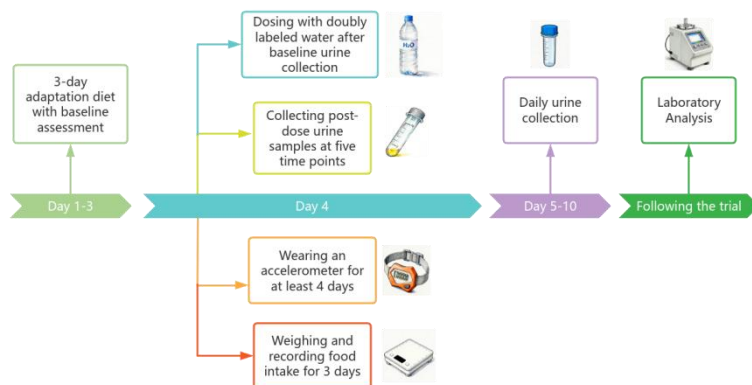 Dosing with doubly
labeled water after
baseline urine
collection
H₂O
3-day
adaptation diet
with baseline
assessment
Collecting post-
dose urine
samples at five
time points
Daily urine
collection
Laboratory
Analysis
Day 1-3
Day 4
Day 5-10
Following the trial
Wearing an
accelerometer for
at least 4 days
Weighing and
recording food
intake for 3 days